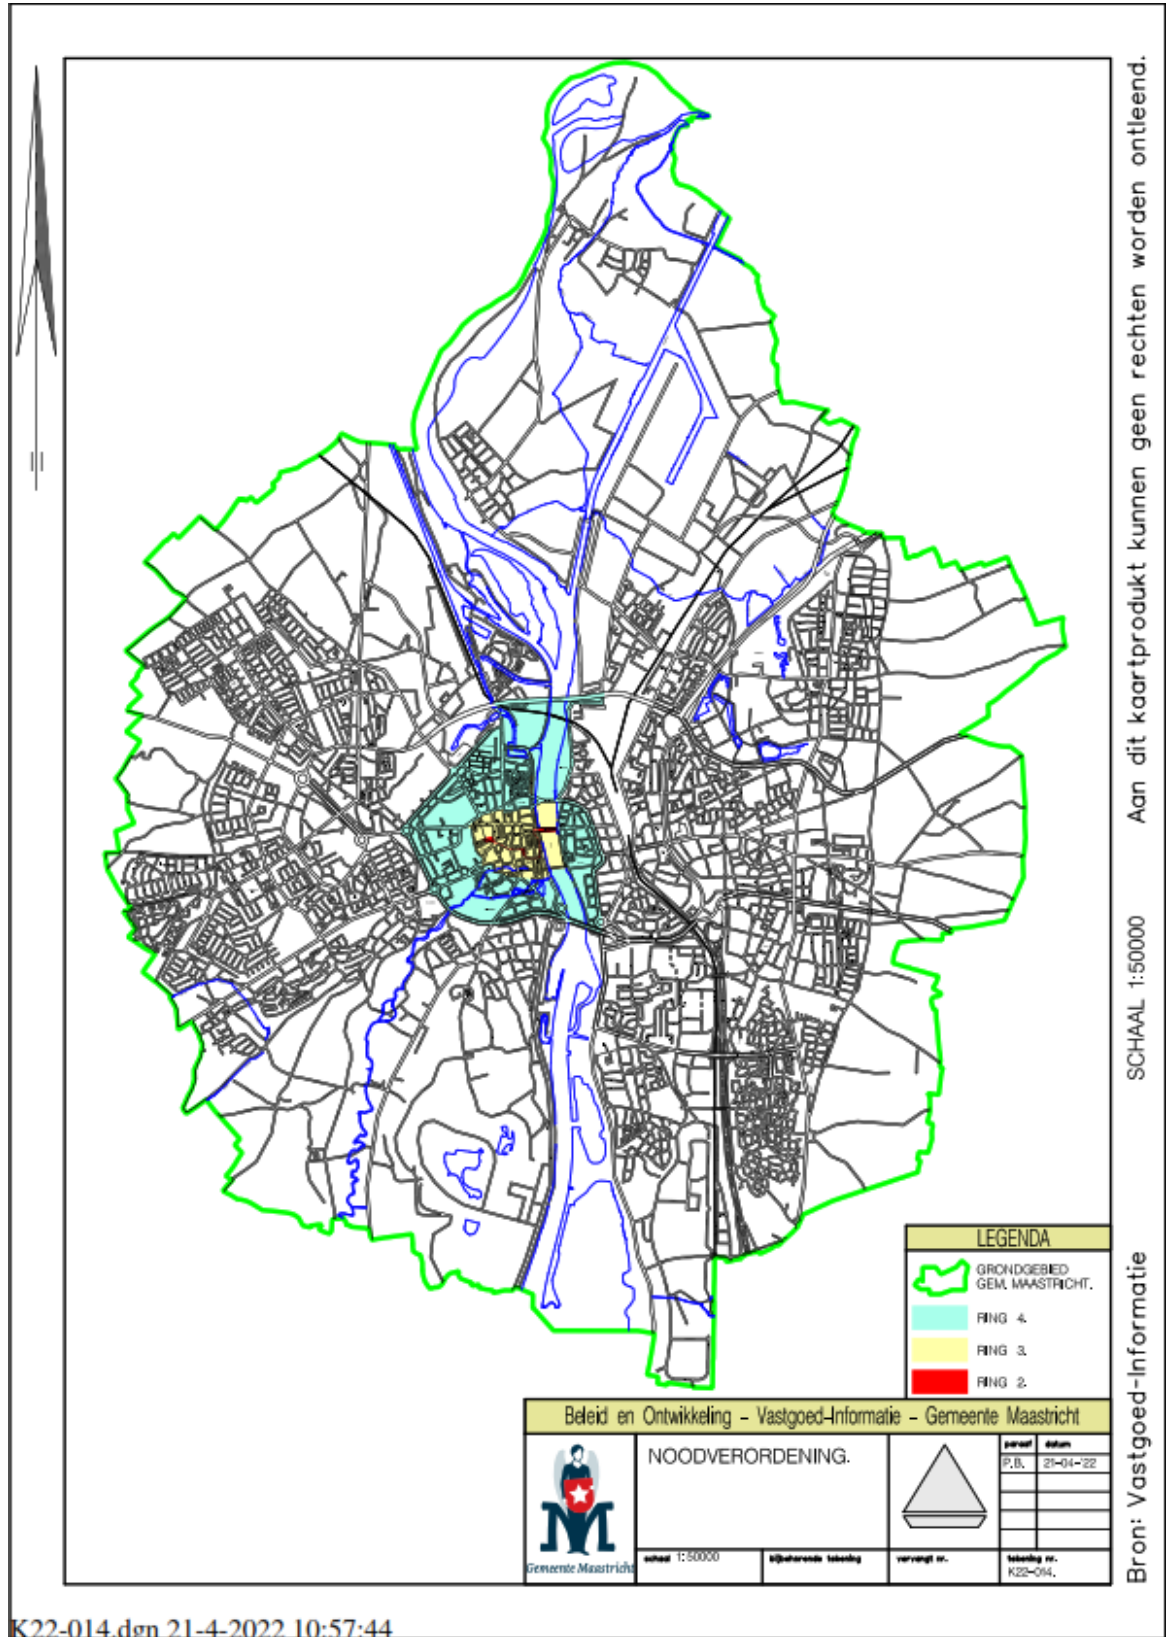 LEGENDA
GRONDGEBIED
GEM. MAASTRICHT.
RING 4.
RING 3.
RING 2.
Beleid en Ontwikkeling - Vastgoed-Informatie - Gemeente Maastricht
NOODVERORDENING.
paraaf datum
P.B. 21-04-'22
Gemeente Maastricht
schaal 1:50000
bijbehorende tekening
vervangt nr.
tekening nr.
K22-014.
Bron: Vastgoed-Informatie SCHAAL 1:50000 Aan dit kaartprodukt kunnen geen rechten worden ontleend.
K22-014.dgn 21-4-2022 10:57:44